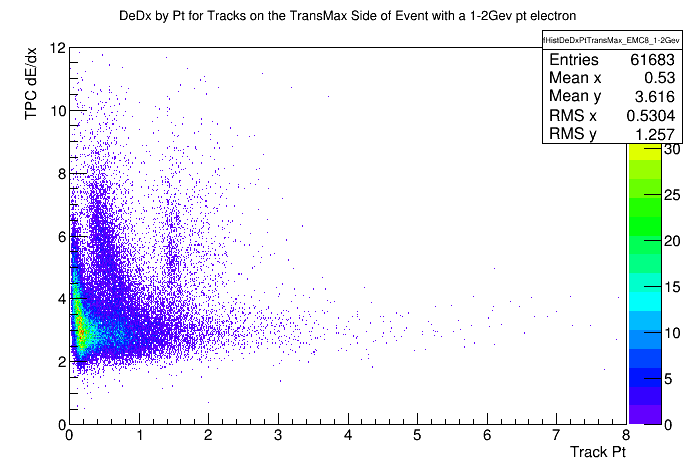 DeDx by Pt for Tracks on the TransMax Side of Event with a 1-2Gev pt electron
fHistDeDxPtTransMax_EMC8_1-2Gev
Entries 61683
Mean x 0.53
Mean y 3.616
RMS x 0.5304
RMS y 1.257
TPC dE/dx
12
10
8
6
4
2
0
30
25
20
15
10
5
0
0 1 2 3 4 5 6 7 8
Track Pt